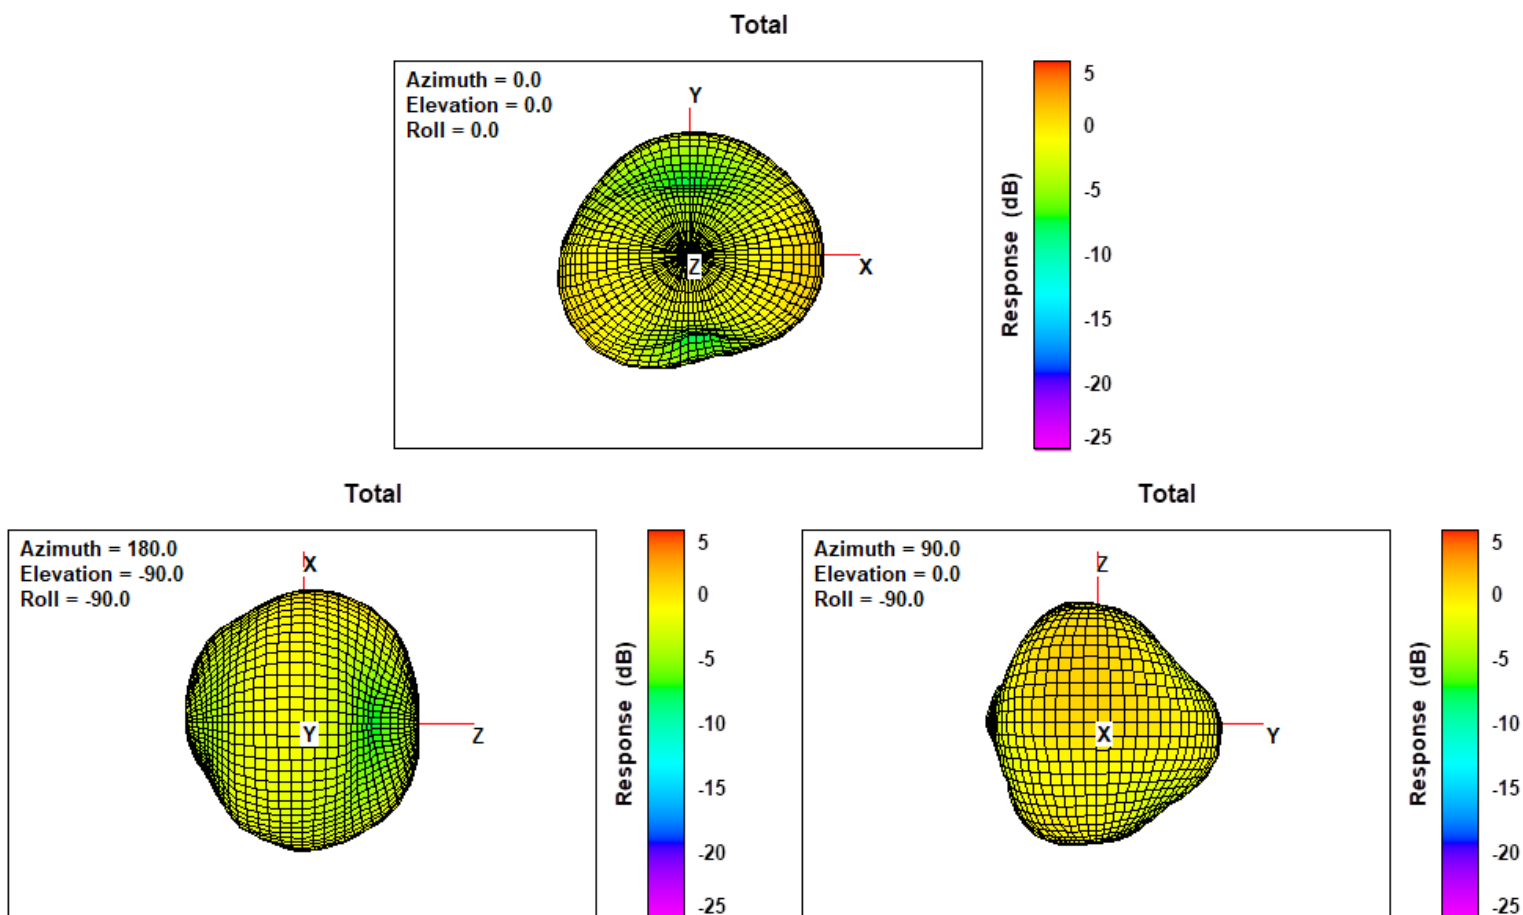 Total
Azimuth = 0.0
Elevation = 0.0
Roll = 0.0
Y
X
Z
Response (dB)
5
0
-5
-10
-15
-20
-25
Total
Azimuth = 180.0
Elevation = -90.0
Roll = -90.0
X
Y
Z
Response (dB)
5
0
-5
-10
-15
-20
-25
Total
Azimuth = 90.0
Elevation = 0.0
Roll = -90.0
Z
X
Y
Response (dB)
5
0
-5
-10
-15
-20
-25